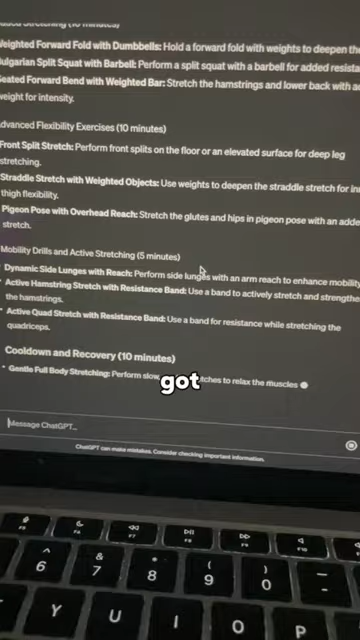 Stretching (10 minutes)
Weighted Forward Fold with Dumbbells: Hold a forward fold with weights to deepen the
Bulgarian Split Squat with Barbell: Perform a split squat with a barbell for added resista
Seated Forward Bend with Weighted Bar: Stretch the hamstrings and lower back with a
weight for intensity.
dvanced Flexibility Exercises (10 minutes)
Front Split Stretch: Perform front splits on the floor or an elevated surface for deep leg
stretching.
Straddle Stretch with Weighted Objects: Use weights to deepen the straddle stretch for in
thigh flexibility.
Pigeon Pose with Overhead Reach: Stretch the glutes and hips in pigeon pose with an adde
stretch.
Mobility Drills and Active Stretching (5 minutes)
Dynamic Side Lunges with Reach: Perform side lunges with an arm reach to enhance mobility
• Active Hamstring Stretch with Resistance Band: Use a band to actively stretch and strengthe
the hamstrings.
• Active Quad Stretch with Resistance Band: Use a band for resistance while stretching the
quadriceps.
Cooldown and Recovery (10 minutes)
• Gentle Full Body Stretching: Perform slow to relax the muscles
got
Message ChatGPT...
ChatGPT can make mistakes. Consider checking important information.
F5 F6 F7 F8 F9 F10
^ & * ( )
6 7 8 9 0 -
Y U I O P